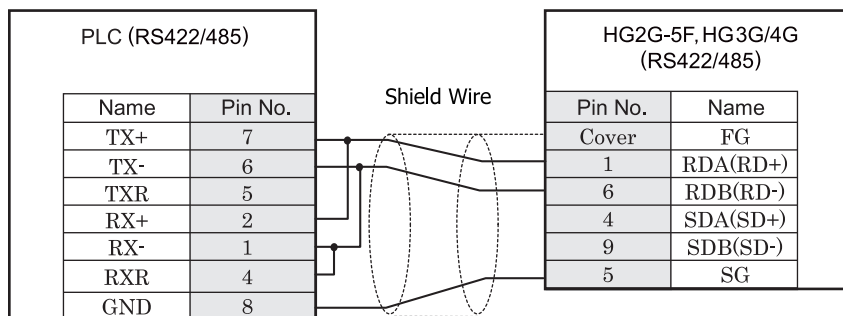 PLC (RS422/485)
HG2G-5F, HG3G/4G
(RS422/485)
Shield Wire
Name Pin No.
TX+ 7
TX- 6
TXR 5
RX+ 2
RX- 1
RXR 4
GND 8
Pin No. Name
Cover FG
1 RDA(RD+)
6 RDB(RD-)
4 SDA(SD+)
9 SDB(SD-)
5 SG